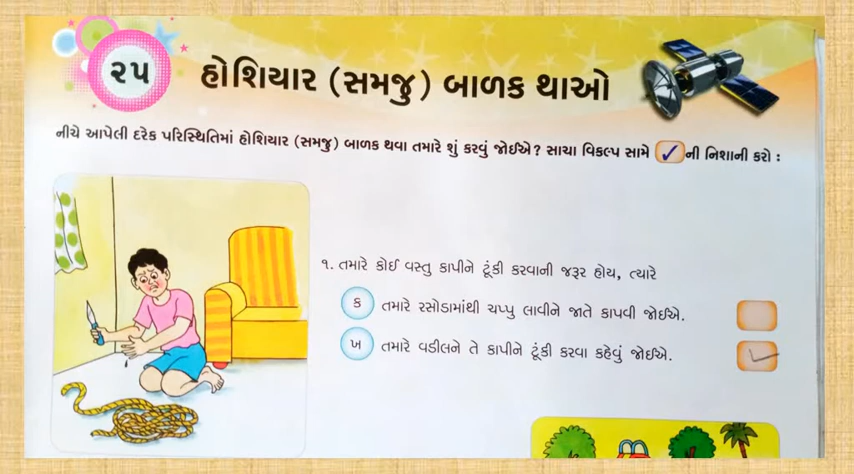 ૨૫
હોશિયાર (સમજુ) બાળક થાઓ
નીચે આપેલી દરેક પરિસ્થિતિમાં હોશિયાર (સમજુ) બાળક થવા તમારે શું કરવું જોઈએ? સાચા વિકલ્પ સામે ✓ ની નિશાની કરો :
૧. તમારે કોઈ વસ્તુ કાપીને ટૂંકી કરવાની જરૂર હોય, ત્યારે
ક તમારે રસોડામાંથી ચપ્પુ લાવીને જાતે કાપવી જોઈએ.
ખ તમારે વડીલને તે કાપીને ટૂંકી કરવા કહેવું જોઈએ. ✓